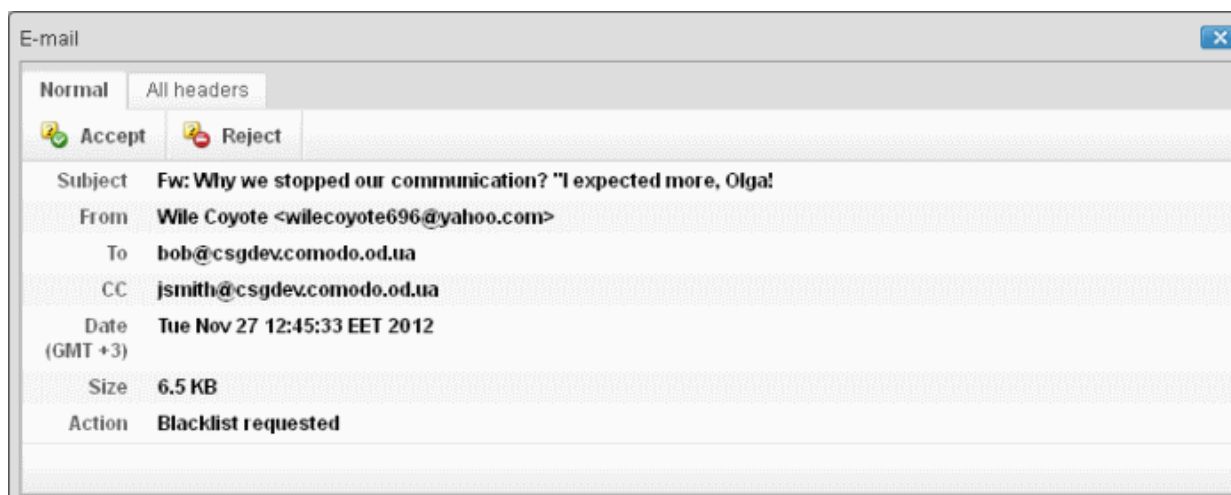 E-mail
Normal All headers
Accept Reject
Subject Fw: Why we stopped our communication? "I expected more, Olga!
From Wile Coyote <wilecoyote696@yahoo.com>
To bob@csgdev.comodo.od.ua
CC jsmith@csgdev.comodo.od.ua
Date Tue Nov 27 12:45:33 EET 2012
(GMT +3)
Size 6.5 KB
Action Blacklist requested